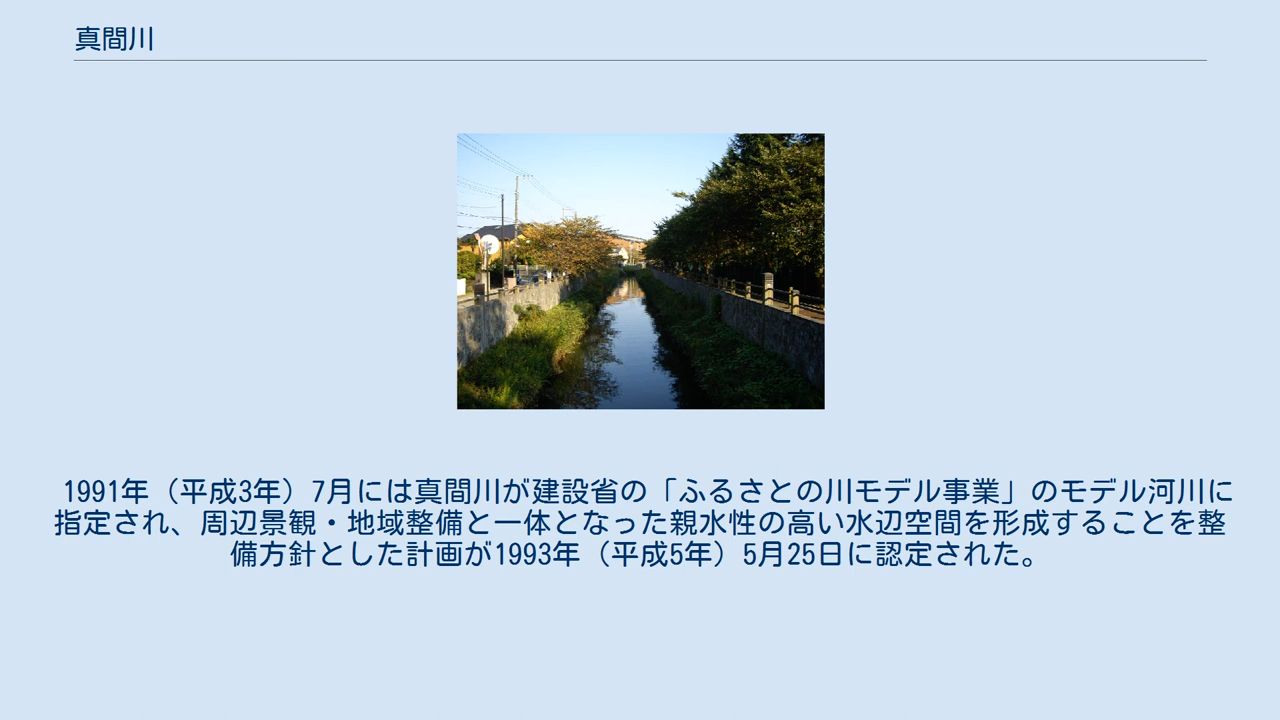 真間川
1991年（平成3年）7月には真間川が建設省の「ふるさとの川モデル事業」のモデル河川に
指定され、周辺景観・地域整備と一体となった親水性の高い水辺空間を形成することを整
備方針とした計画が1993年（平成5年）5月25日に認定された。